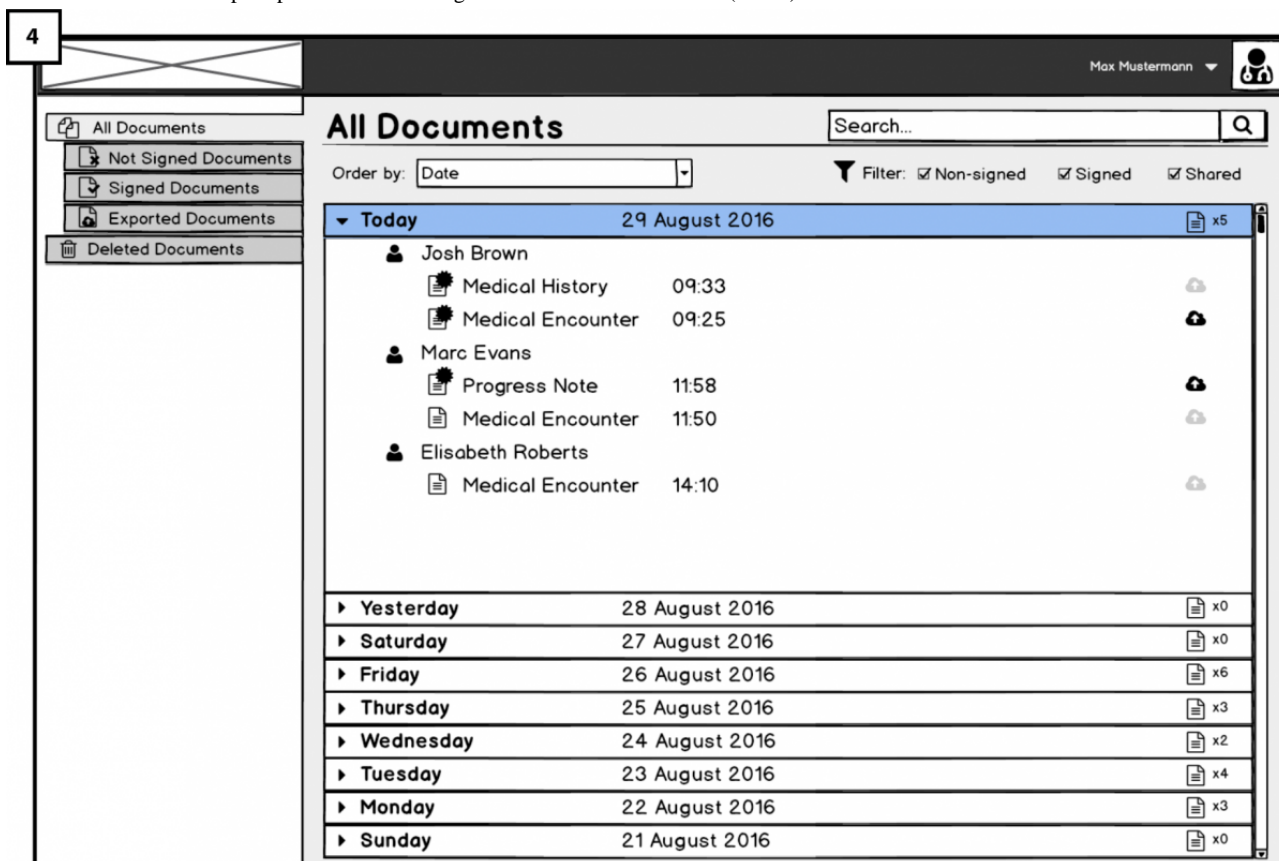 4
Max Mustermann
All Documents
Not Signed Documents
Signed Documents
Exported Documents
Deleted Documents
All Documents
Search...
Order by: Date
Filter: Non-signed Signed Shared
Today 29 August 2016 x5
Josh Brown
Medical History 09:33
Medical Encounter 09:25
Marc Evans
Progress Note 11:58
Medical Encounter 11:50
Elisabeth Roberts
Medical Encounter 14:10
Yesterday 28 August 2016 x0
Saturday 27 August 2016 x0
Friday 26 August 2016 x6
Thursday 25 August 2016 x3
Wednesday 24 August 2016 x2
Tuesday 23 August 2016 x4
Monday 22 August 2016 x3
Sunday 21 August 2016 x0